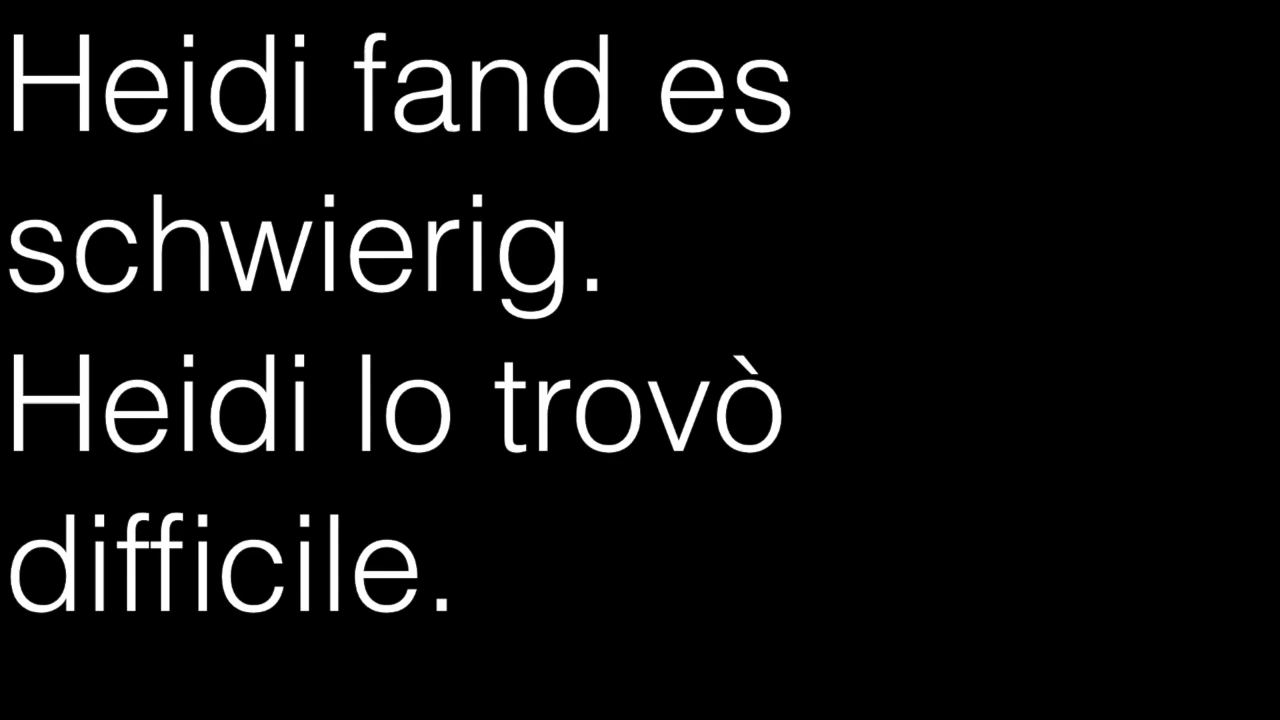 Heidi fand es
schwierig.
Heidi lo trovò
difficile.